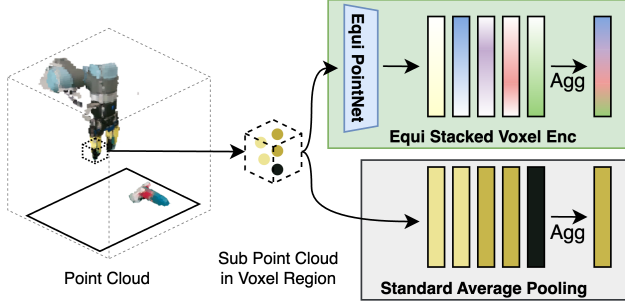 Equi PointNet
Agg
Equi Stacked Voxel Enc
Agg
Standard Average Pooling
Point Cloud
Sub Point Cloud
in Voxel Region